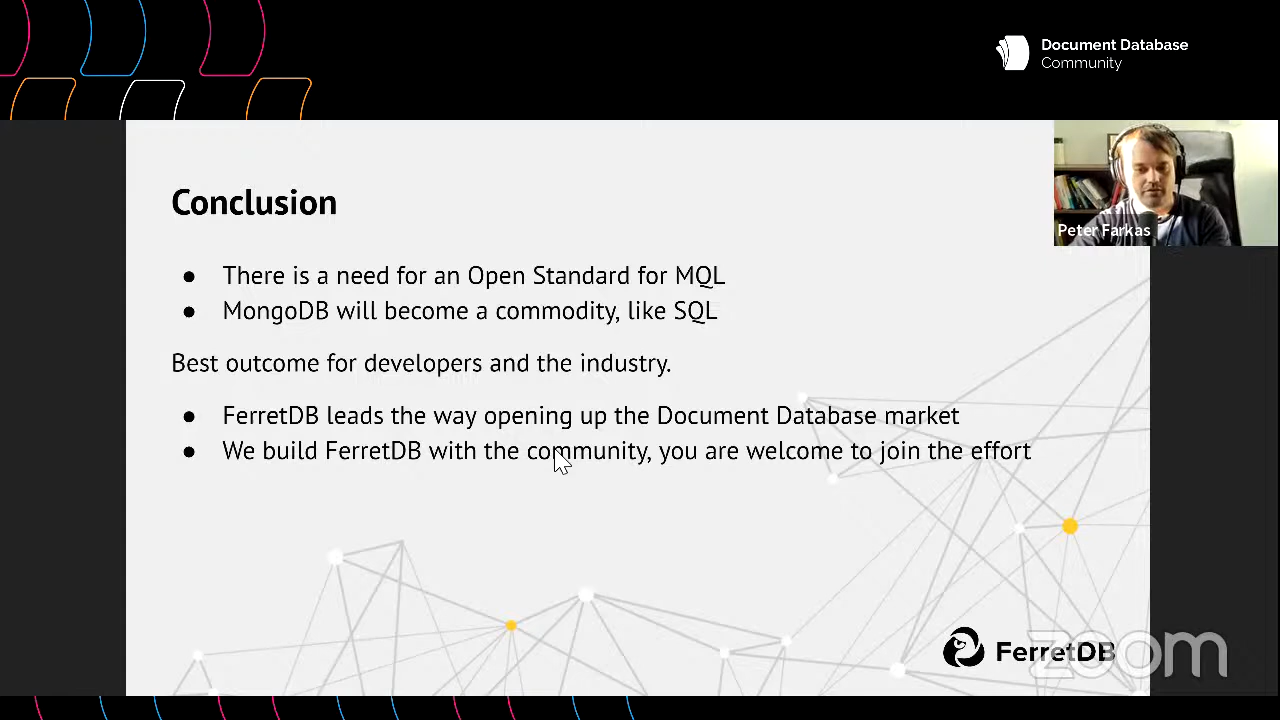 Document Database
Community
Peter Farkas
Conclusion
● There is a need for an Open Standard for MQL
● MongoDB will become a commodity, like SQL
Best outcome for developers and the industry.
● FerretDB leads the way opening up the Document Database market
● We build FerretDB with the community, you are welcome to join the effort
FerretDB
zoom